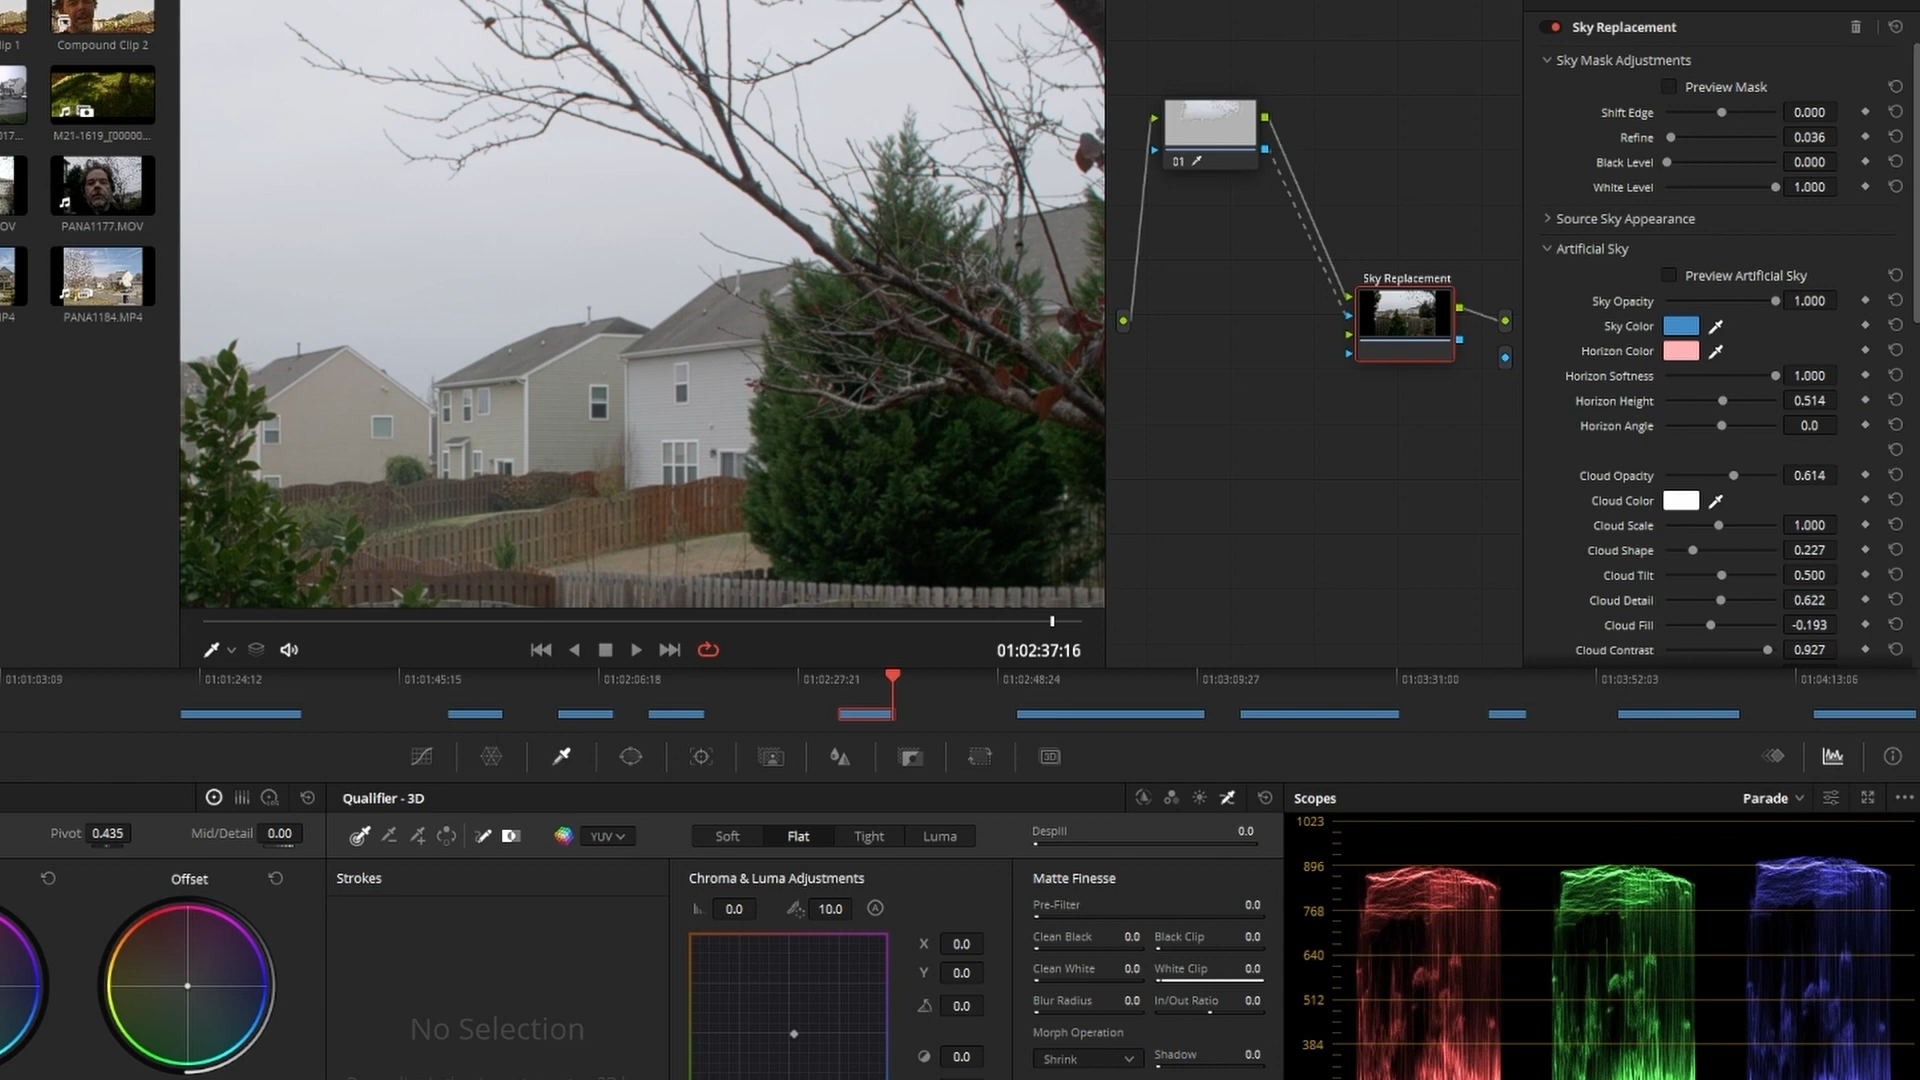 lip 1
Compound Clip 2
017...
M21-1619_[00000...
OV
PANA1177.MOV
IP4
PANA1184.MP4
01:02:37:16
01
Sky Replacement
Sky Replacement
Sky Mask Adjustments
Preview Mask
Shift Edge 0.000
Refine 0.036
Black Level 0.000
White Level 1.000
Source Sky Appearance
Artificial Sky
Preview Artificial Sky
Sky Opacity 1.000
Sky Color
Horizon Color
Horizon Softness 1.000
Horizon Height 0.514
Horizon Angle 0.0
Cloud Opacity 0.614
Cloud Color
Cloud Scale 1.000
Cloud Shape 0.227
Cloud Tilt 0.500
Cloud Detail 0.622
Cloud Fill -0.193
Cloud Contrast 0.927
01:01:03:09 01:01:24:12 01:01:45:15 01:02:06:18 01:02:27:21 01:02:48:24 01:03:09:27 01:03:31:00 01:03:52:03 01:04:13:06
3D
Pivot 0.435 Mid/Detail 0.00
Offset
Qualifier - 3D
YUV
Soft Flat Tight Luma
Despill 0.0
Strokes
No Selection
Chroma & Luma Adjustments
0.0 10.0 A
X 0.0
Y 0.0
0.0
0.0
Matte Finesse
Pre-Filter 0.0
Clean Black 0.0 Black Clip 0.0
Clean White 0.0 White Clip 0.0
Blur Radius 0.0 In/Out Ratio 0.0
Morph Operation
Shrink Shadow 0.0
Scopes Parade
1023
896
768
640
512
384